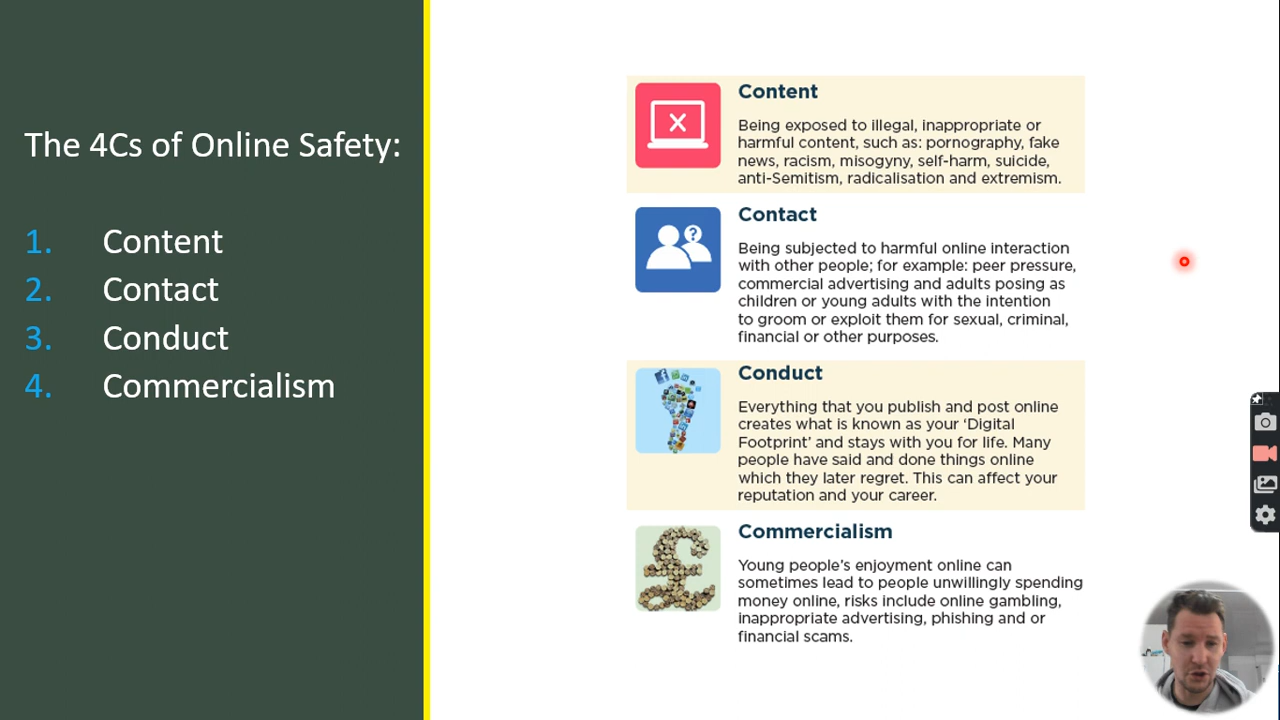 The 4Cs of Online Safety:
1. Content
2. Contact
3. Conduct
4. Commercialism
Content
Being exposed to illegal, inappropriate or
harmful content, such as: pornography, fake
news, racism, misogyny, self-harm, suicide,
anti-Semitism, radicalisation and extremism.
Contact
Being subjected to harmful online interaction
with other people; for example: peer pressure,
commercial advertising and adults posing as
children or young adults with the intention
to groom or exploit them for sexual, criminal,
financial or other purposes.
Conduct
Everything that you publish and post online
creates what is known as your ‘Digital
Footprint’ and stays with you for life. Many
people have said and done things online
which they later regret. This can affect your
reputation and your career.
Commercialism
Young people’s enjoyment online can
sometimes lead to people unwillingly spending
money online, risks include online gambling,
inappropriate advertising, phishing and or
financial scams.